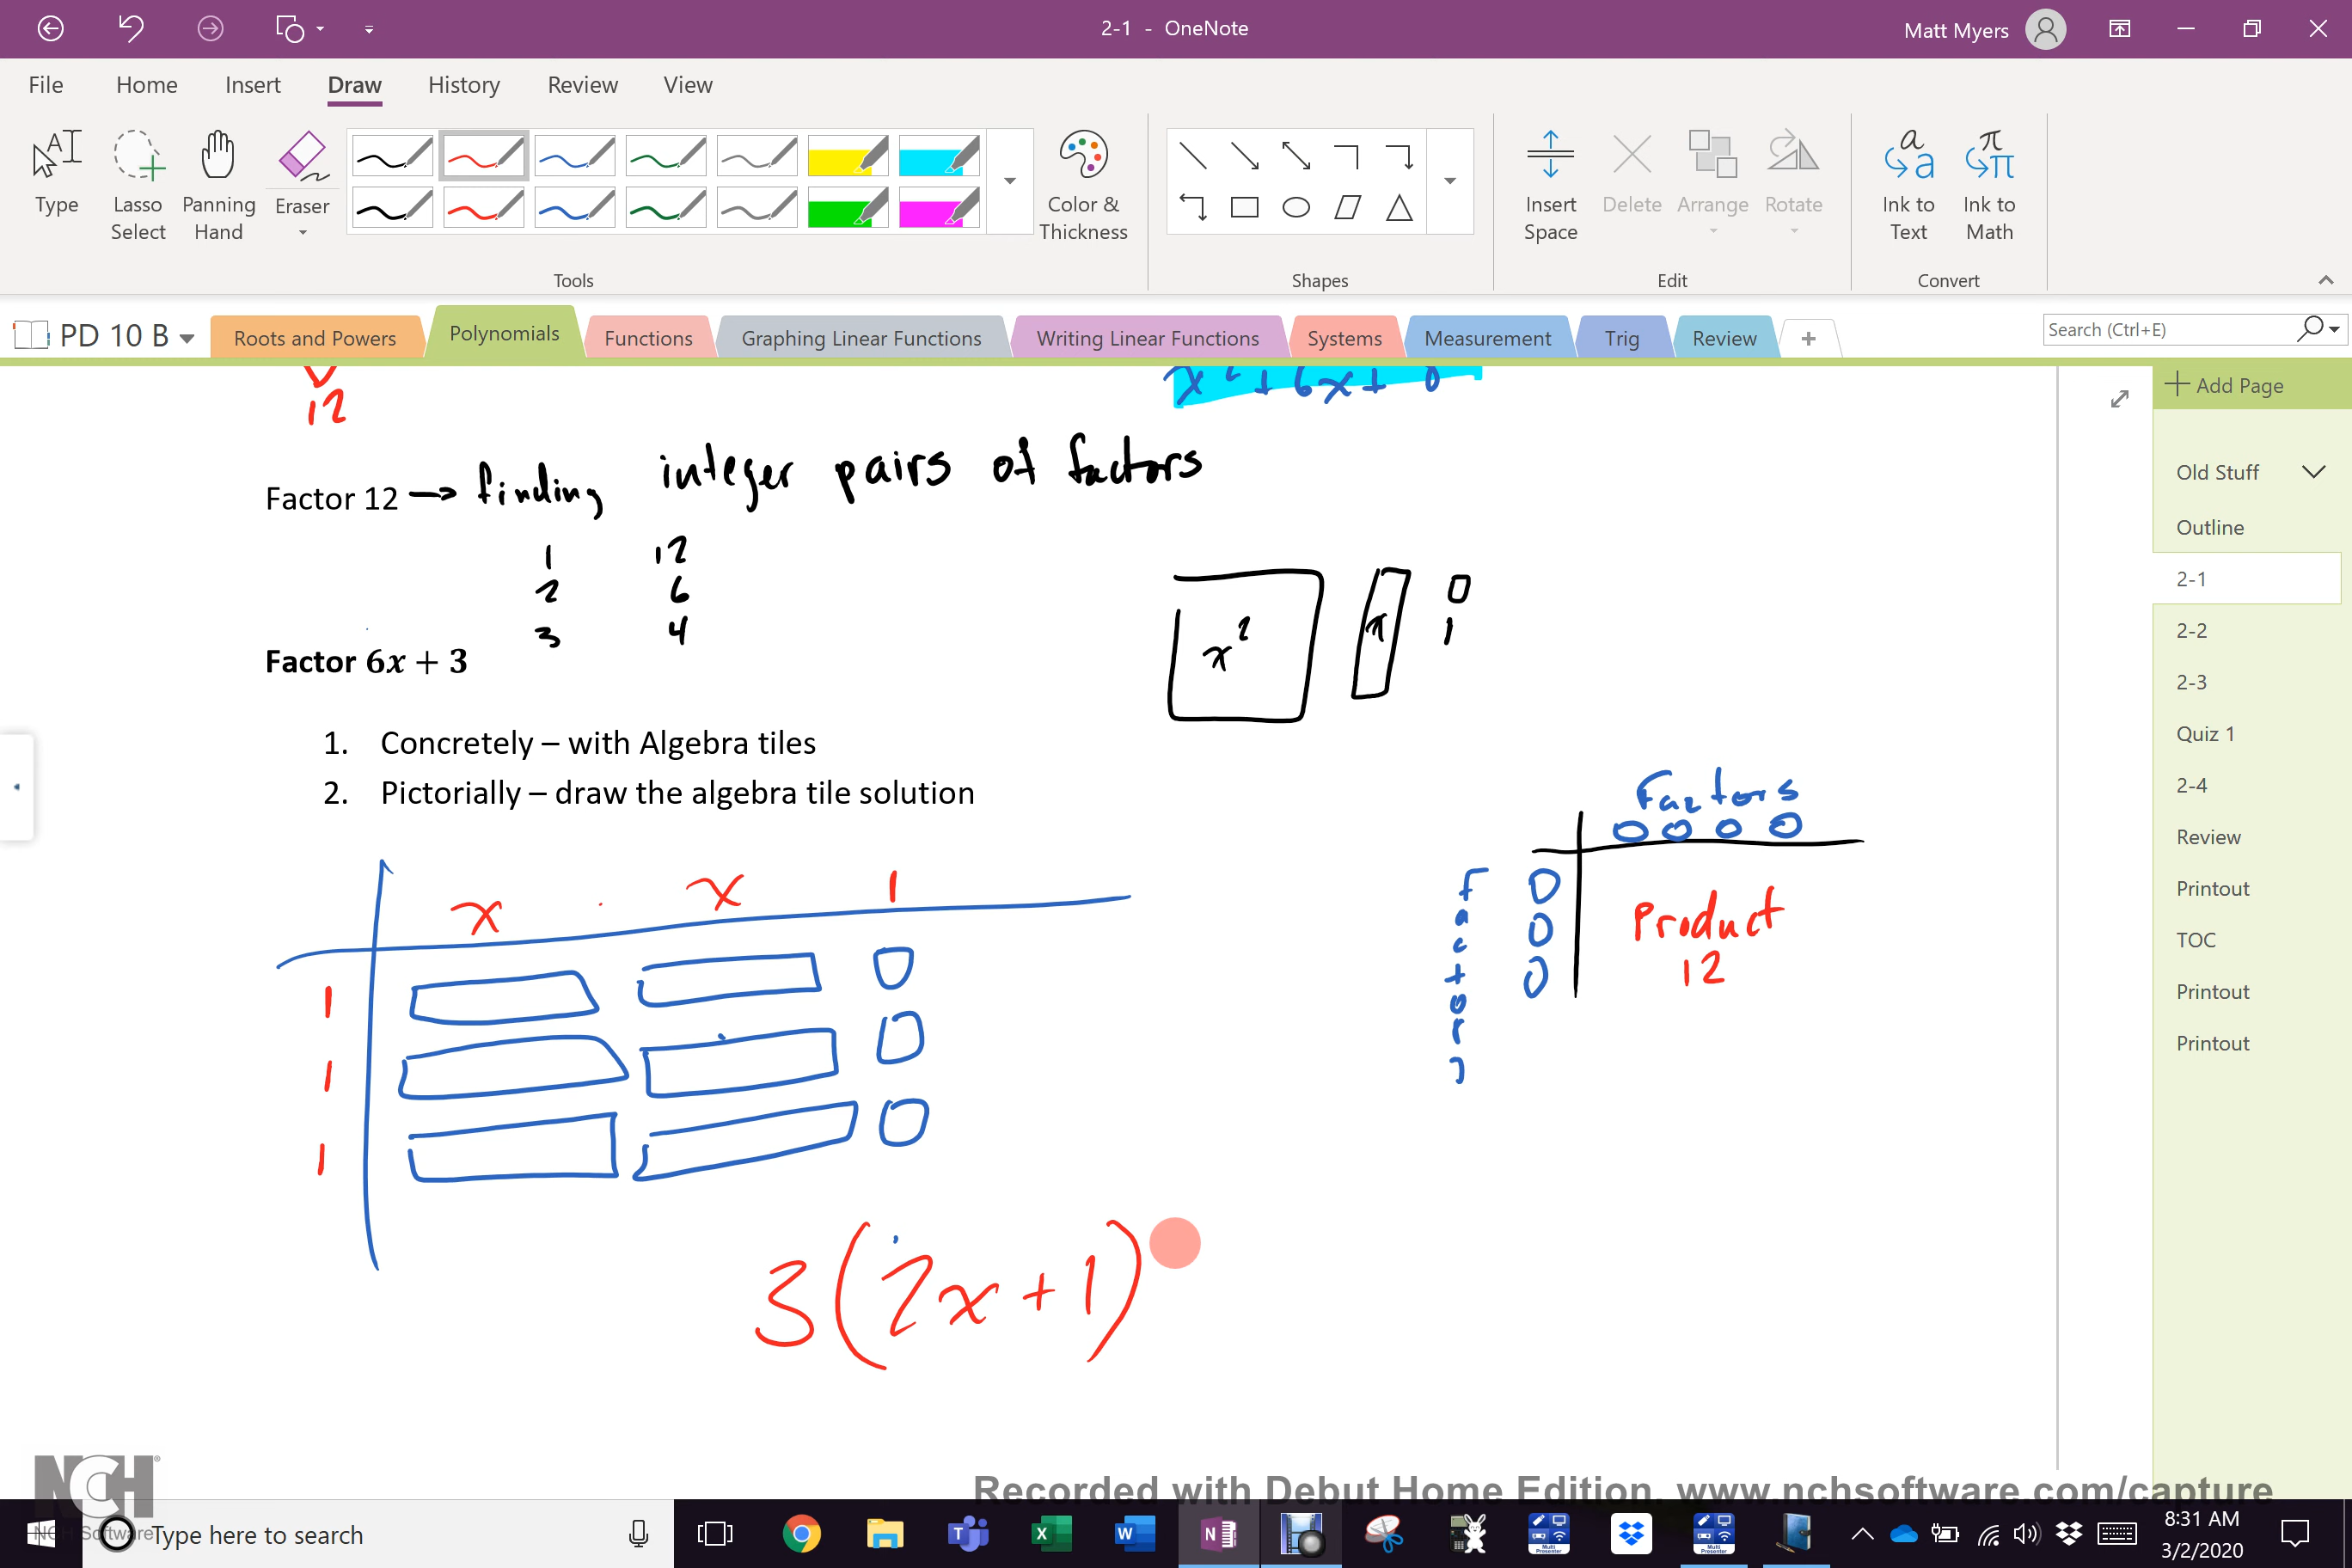 2-1 - OneNote
Matt Myers
File Home Insert Draw History Review View
Type
Lasso Select
Panning Hand
Eraser
Color & Thickness
Insert Space
Delete
Arrange
Rotate
Ink to Text
Ink to Math
Tools
Shapes
Edit
Convert
PD 10 B
Roots and Powers
Polynomials
Functions
Graphing Linear Functions
Writing Linear Functions
Systems
Measurement
Trig
Review
+
Search (Ctrl+E)
12
x² + 6x + 8
Factor 12 → finding integer pairs of factors
1 12
2 6
3 4
x² x 1
Factor 6x + 3
1. Concretely – with Algebra tiles
2. Pictorially – draw the algebra tile solution
x x 1
1
1
1
3(2x+1)
Factors
Factors
Product
12
Add Page
Old Stuff
Outline
2-1
2-2
2-3
Quiz 1
2-4
Review
Printout
TOC
Printout
Printout
NCH
NCH Software
Recorded with Debut Home Edition. www.nchsoftware.com/capture
Type here to search
8:31 AM
3/2/2020